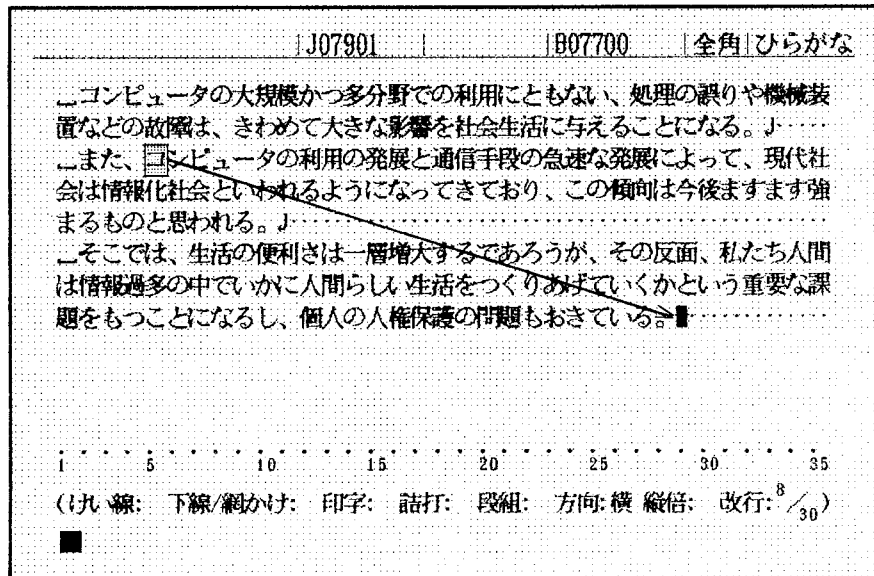 J07901 B07700 全角 ひらがな
コンピュータの大規模かつ多分野での利用にともない、処理の誤りや機械装
置などの故障は、きわめて大きな影響を社会生活に与えることになる。
また、コンピュータの利用の発展と通信手段の急速な発展によって、現代社
会は情報化社会といわれるようになってきており、この傾向は今後ますます強
まるものと思われる。
そこでは、生活の便利さは一層増大するであろうが、その反面、私たち人間
は情報過多の中でいかに人間らしい生活をつくりあげていくかという重要な課
題をもつことになるし、個人の人権保護の問題もおきている。
1 5 10 15 20 25 30 35
(けい線: 下線/網かけ: 印字: 詰打: 段組: 方向:横 縦倍: 改行:8/30)